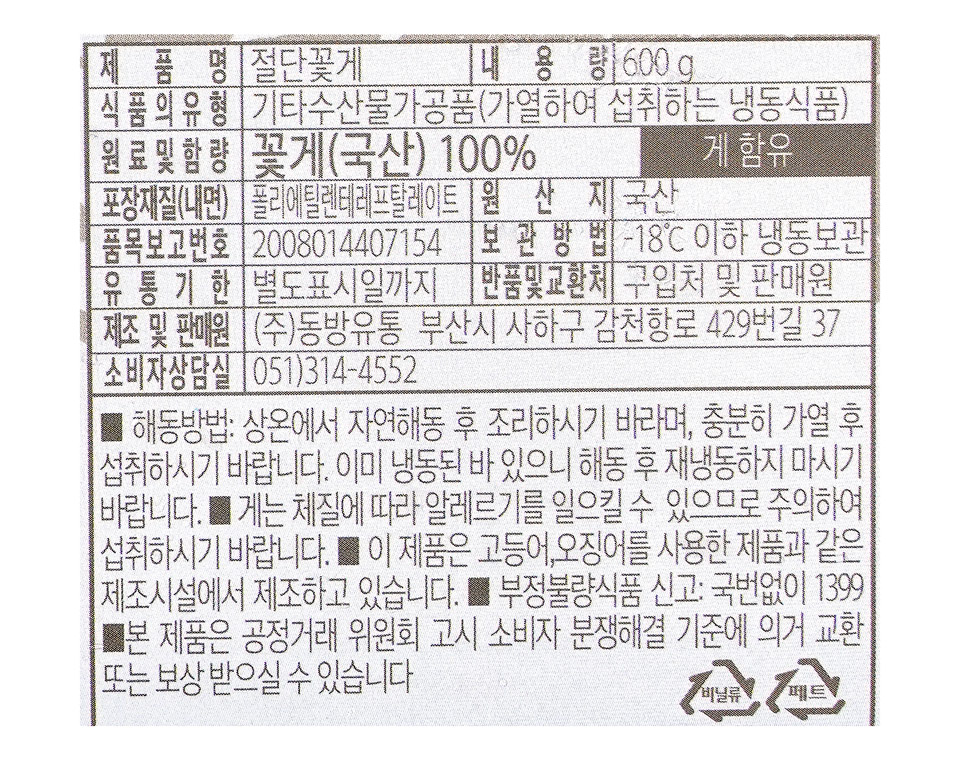 제 품 명 절단꽃게 내 용 량 600 g
식품의유형 기타수산물가공품(가열하여 섭취하는 냉동식품)
원료및함량 꽃게(국산) 100% 게 함유
포장재질(내면) 폴리에틸렌테레프탈레이트 원 산 지 국산
품목보고번호 2008014407154 보 관 방 법 -18℃ 이하 냉동보관
유 통 기 한 별도표시일까지 반품및교환처 구입처 및 판매원
제조 및 판매원 (주)동방유통 부산시 사하구 감천항로 429번길 37
소비자상담실 051)314-4552
■ 해동방법: 상온에서 자연해동 후 조리하시기 바라며, 충분히 가열 후
섭취하시기 바랍니다. 이미 냉동된 바 있으니 해동 후 재냉동하지 마시기
바랍니다. ■ 게는 체질에 따라 알레르기를 일으킬 수 있으므로 주의하여
섭취하시기 바랍니다. ■ 이 제품은 고등어,오징어를 사용한 제품과 같은
제조시설에서 제조하고 있습니다. ■ 부정불량식품 신고: 국번없이 1399
■본 제품은 공정거래 위원회 고시 소비자 분쟁해결 기준에 의거 교환
또는 보상 받으실 수 있습니다
비닐류 페트